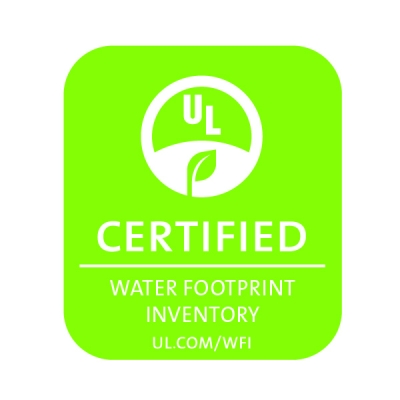 UL
CERTIFIED
WATER FOOTPRINT
INVENTORY
UL.COM/WFI